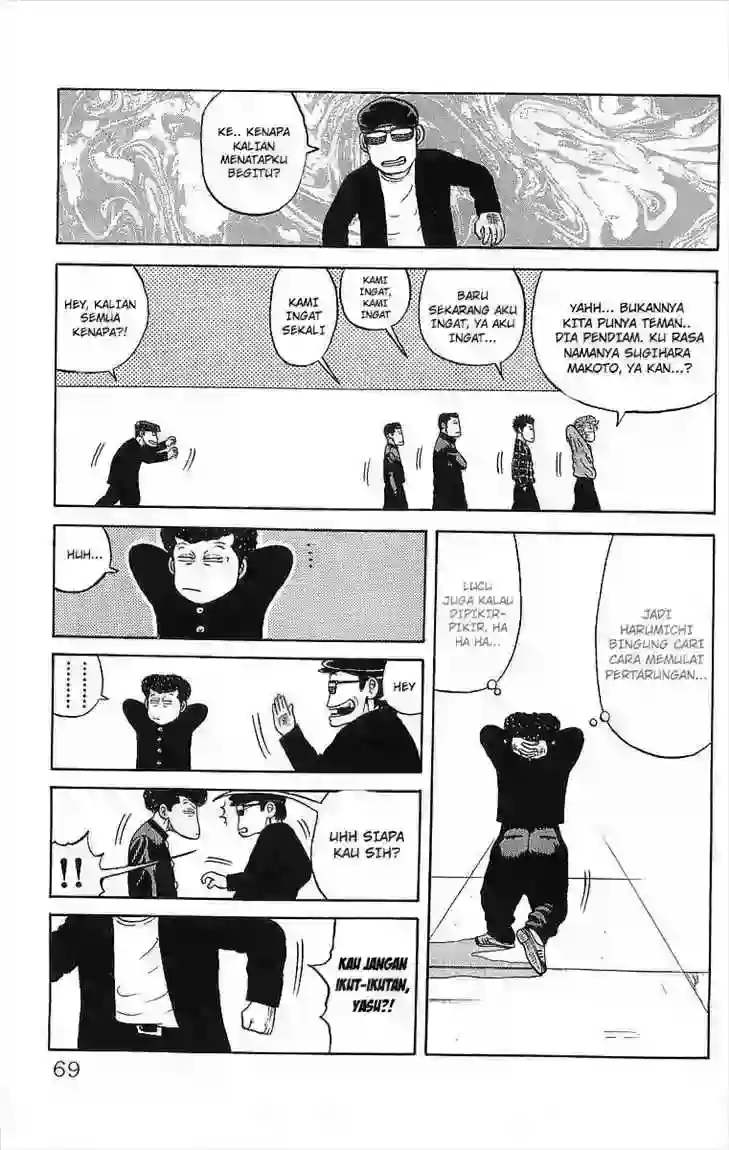 KE.. KENAPA
KALIAN
MENATAPKU
BEGITU?
YAHH... BUKANNYA
KITA PUNYA TEMAN..
DIA PENDIAM. KU RASA
NAMANYA SUGIHARA
MAKOTO, YA KAN...?
BARU
SEKARANG AKU
INGAT, YA AKU
INGAT...
KAMI
INGAT,
KAMI
INGAT
KAMI
INGAT
SEKALI
HEY, KALIAN
SEMUA
KENAPA?!
JADI
HARUMICHI
BINGUNG CARI
CARA MEMULAI
PERTARUNGAN...
LUCU
JUGA KALAU
DIPIKIR-
PIKIR, HA
HA HA...
HUH...
HEY
UHH SIAPA
KAU SIH?
!!
KAU JANGAN
IKUT-IKUTAN,
YASU?!
69